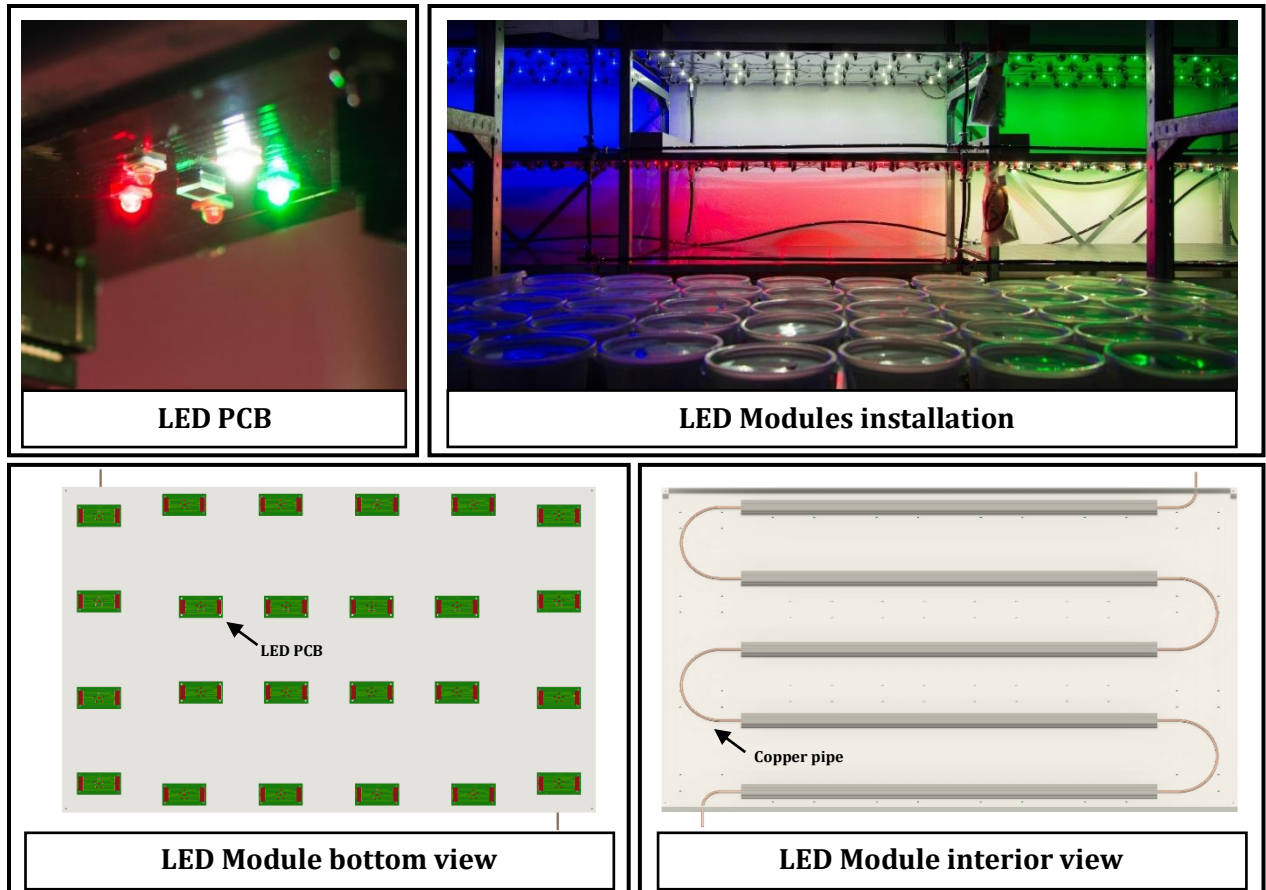 LED PCB
LED Modules installation
LED PCB
LED Module bottom view
Copper pipe
LED Module interior view